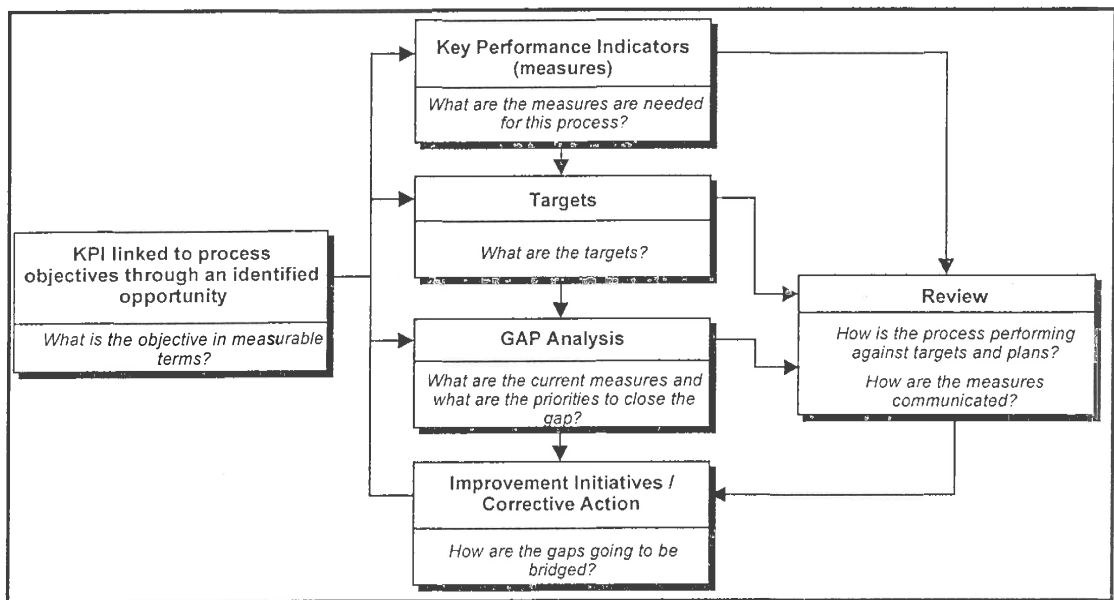 Key Performance Indicators
(measures)
What are the measures are needed
for this process?
Targets
What are the targets?
KPI linked to process
objectives through an identified
opportunity
What is the objective in measurable
terms?
GAP Analysis
What are the current measures and
what are the priorities to close the
gap?
Review
How is the process performing
against targets and plans?
How are the measures
communicated?
Improvement Initiatives /
Corrective Action
How are the gaps going to be
bridged?